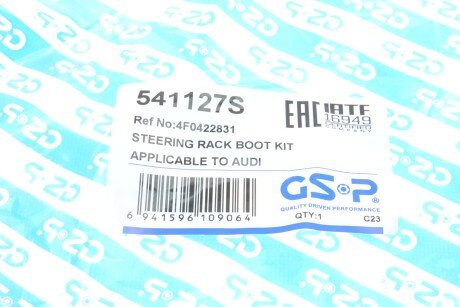 541127S
Ref No:4F0422831
STEERING RACK BOOT KIT
APPLICABLE TO AUDI
6 941596 109064
EAC IATF
16949
CERTIFIED
COMPANY
GSP
QUALITY DRIVEN PERFORMANCE
QTY:1 C23